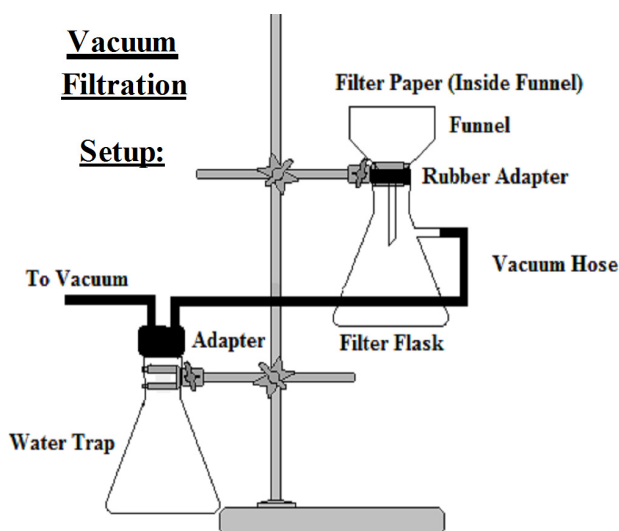 Vacuum
Filtration
Setup:
Filter Paper (Inside Funnel)
Funnel
Rubber Adapter
Vacuum Hose
To Vacuum
Adapter
Filter Flask
Water Trap